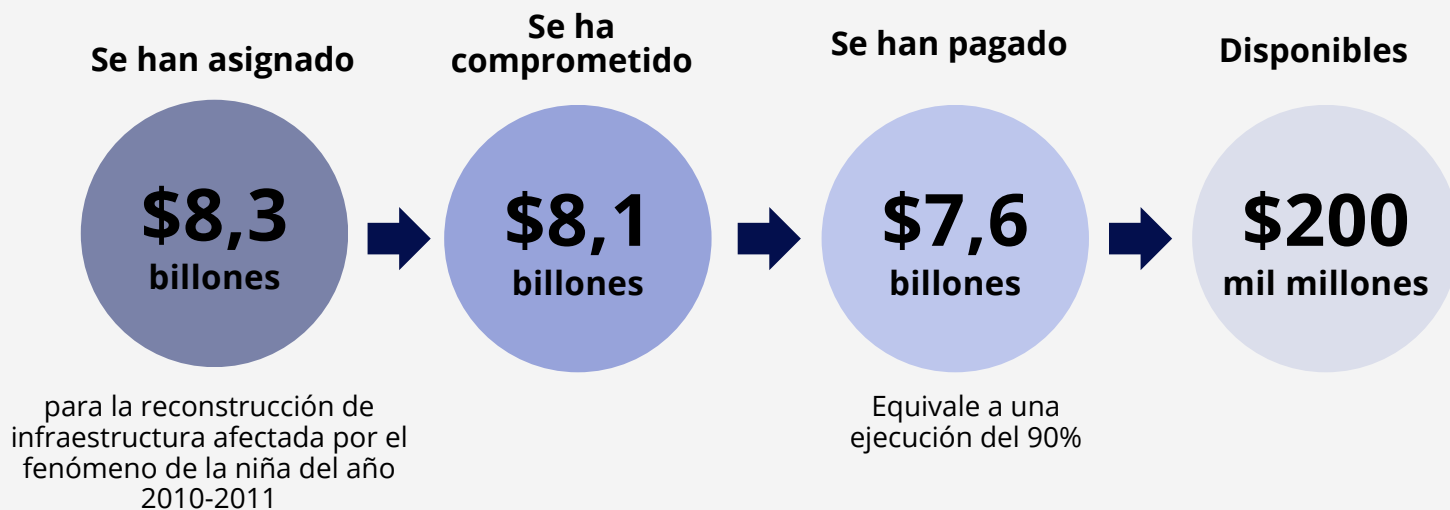 Se han asignado
$8,3
billones
para la reconstrucción de
infraestructura afectada por el
fenómeno de la niña del año
2010-2011
Se ha
comprometido
$8,1
billones
Se han pagado
$7,6
billones
Equivale a una
ejecución del 90%
Disponibles
$200
mil millones